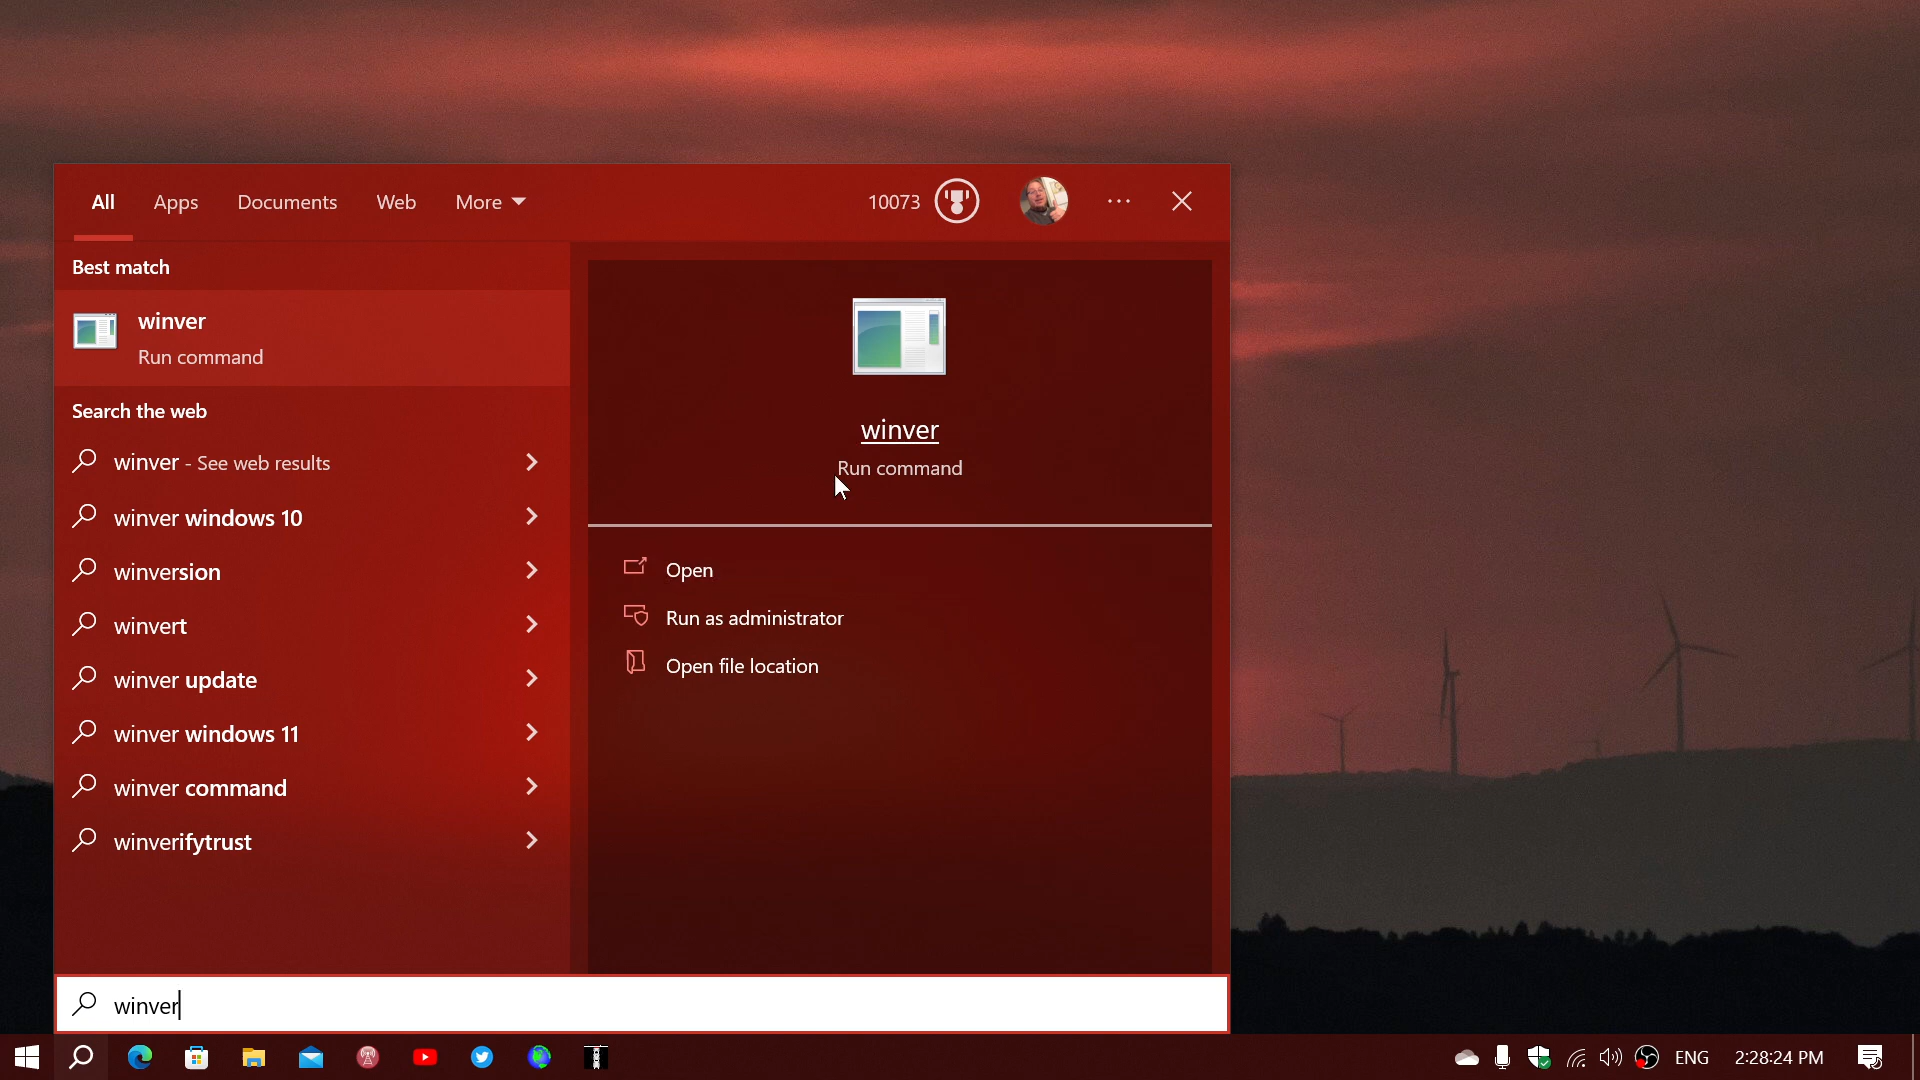 All Apps Documents Web More 10073
Best match
winver
Run command
Search the web
winver - See web results
winver windows 10
winversion
winvert
winver update
winver windows 11
winver command
winverifytrust
winver
Run command
Open
Run as administrator
Open file location
winver
ENG 2:28:24 PM